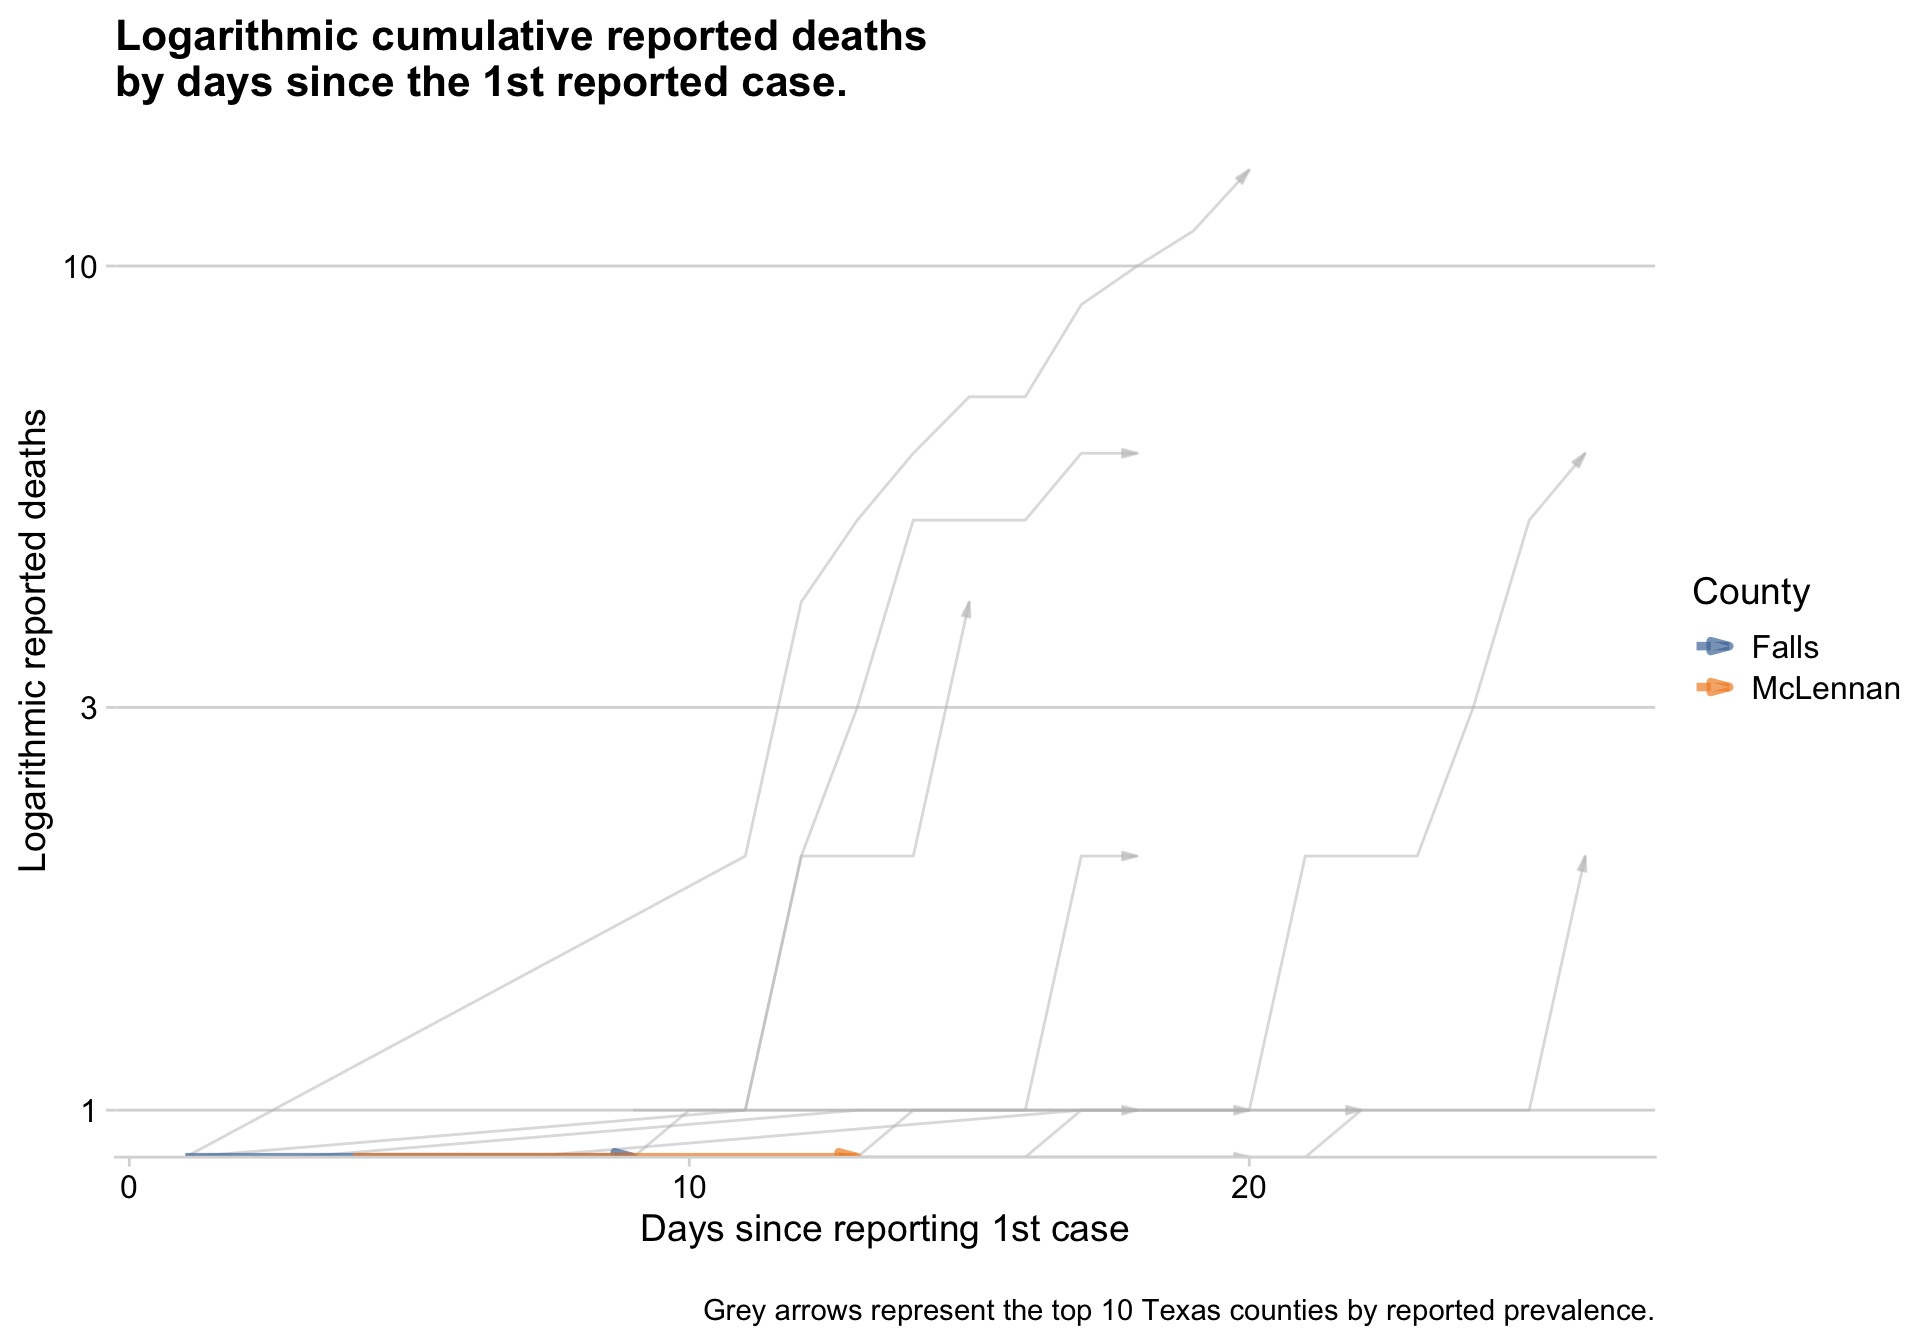 Logarithmic cumulative reported deaths
by days since the 1st reported case.
Logarithmic reported deaths
10
3
1
0
10
20
Days since reporting 1st case
County
Falls
McLennan
Grey arrows represent the top 10 Texas counties by reported prevalence.